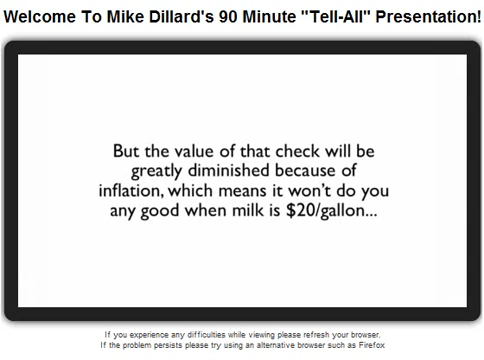 Welcome To Mike Dillard's 90 Minute "Tell-All" Presentation!
But the value of that check will be
greatly diminished because of
inflation, which means it won't do you
any good when milk is $20/gallon...
If you experience any difficulties while viewing please refresh your browser.
If the problem persists please try using an alternative browser such as Firefox